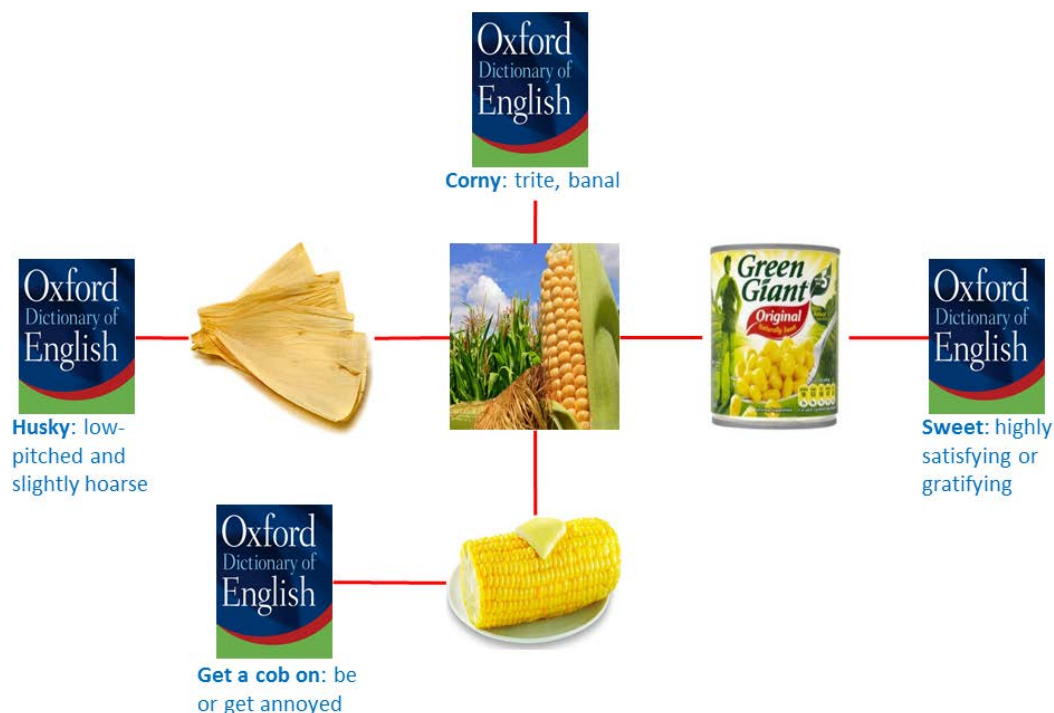 Oxford
Dictionary of
English
Corny: trite, banal
Oxford
Dictionary of
English
Husky: low-
pitched and
slightly hoarse
Green
Giant
Original
Naturally Sweet
Oxford
Dictionary of
English
Sweet: highly
satisfying or
gratifying
Oxford
Dictionary of
English
Get a cob on: be
or get annoyed